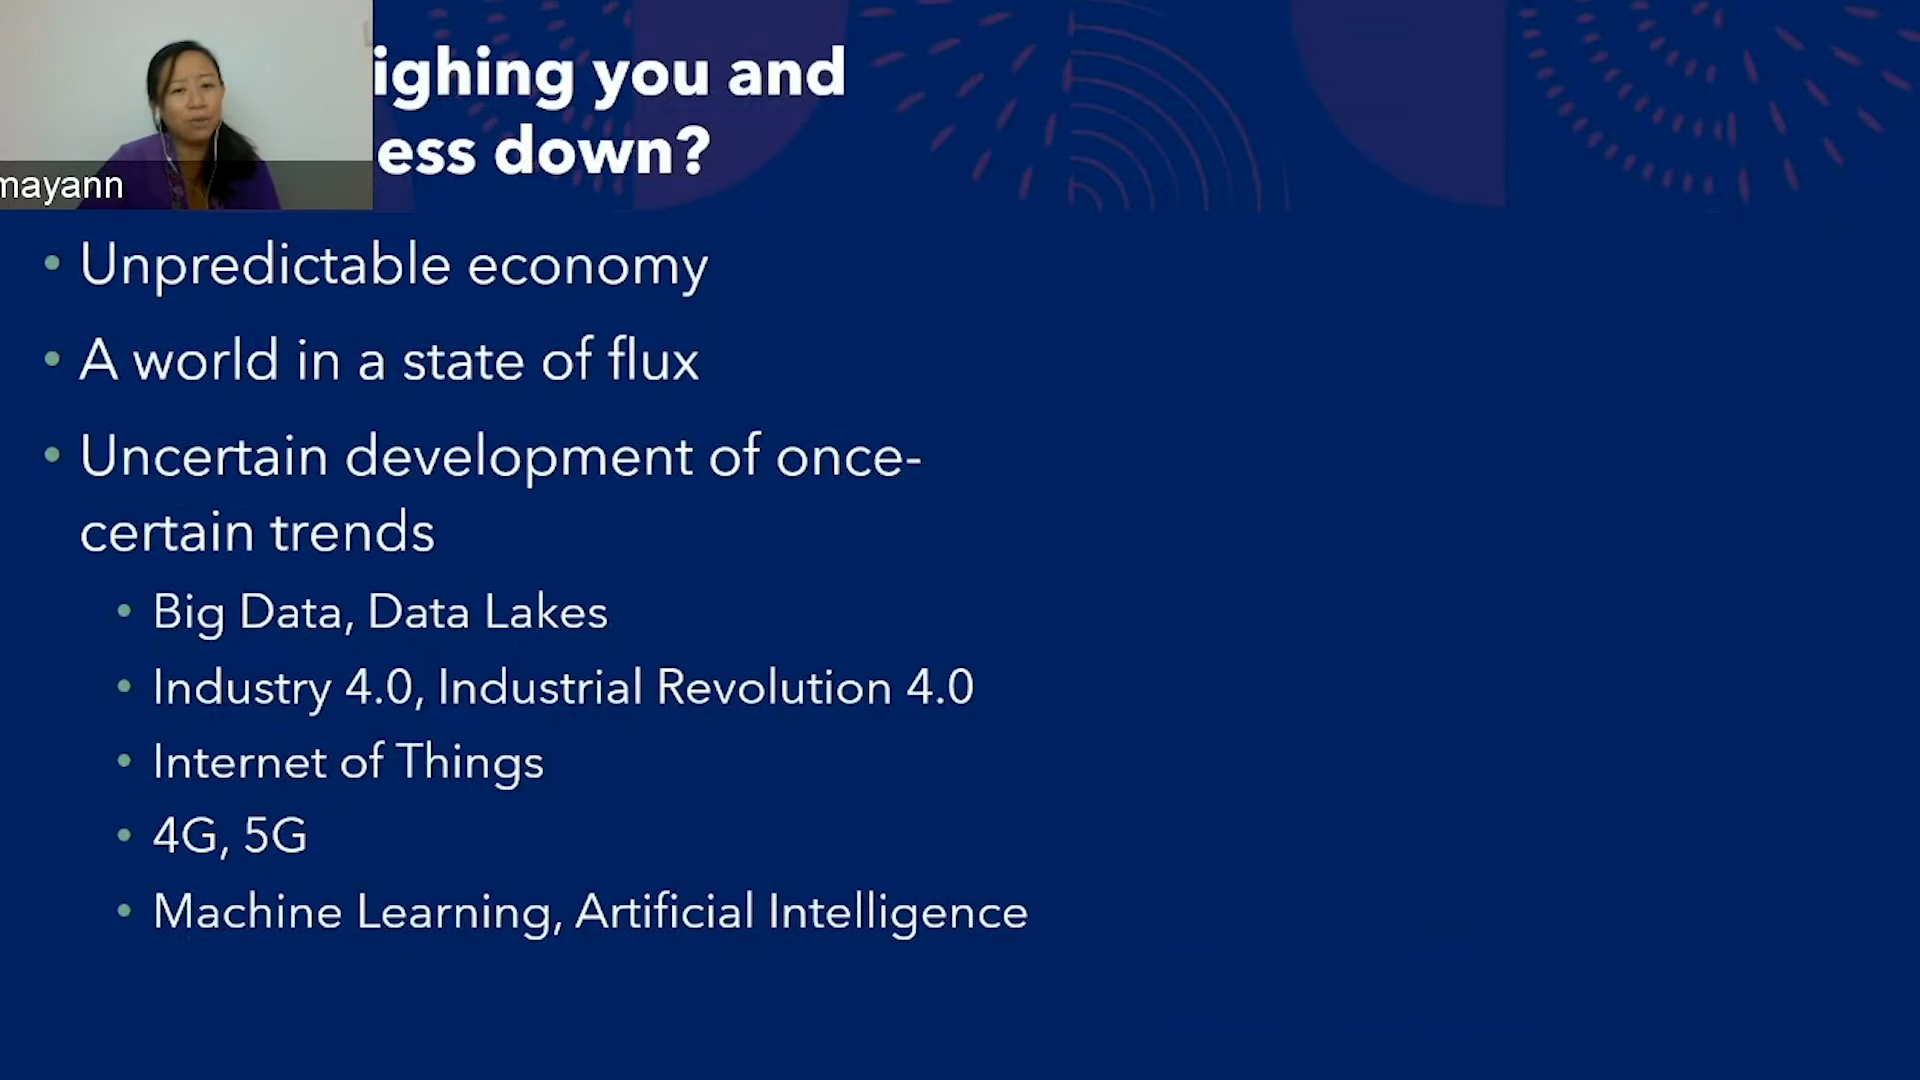 ighing you and
ess down?
mayann
• Unpredictable economy
• A world in a state of flux
• Uncertain development of once-
certain trends
• Big Data, Data Lakes
• Industry 4.0, Industrial Revolution 4.0
• Internet of Things
• 4G, 5G
• Machine Learning, Artificial Intelligence